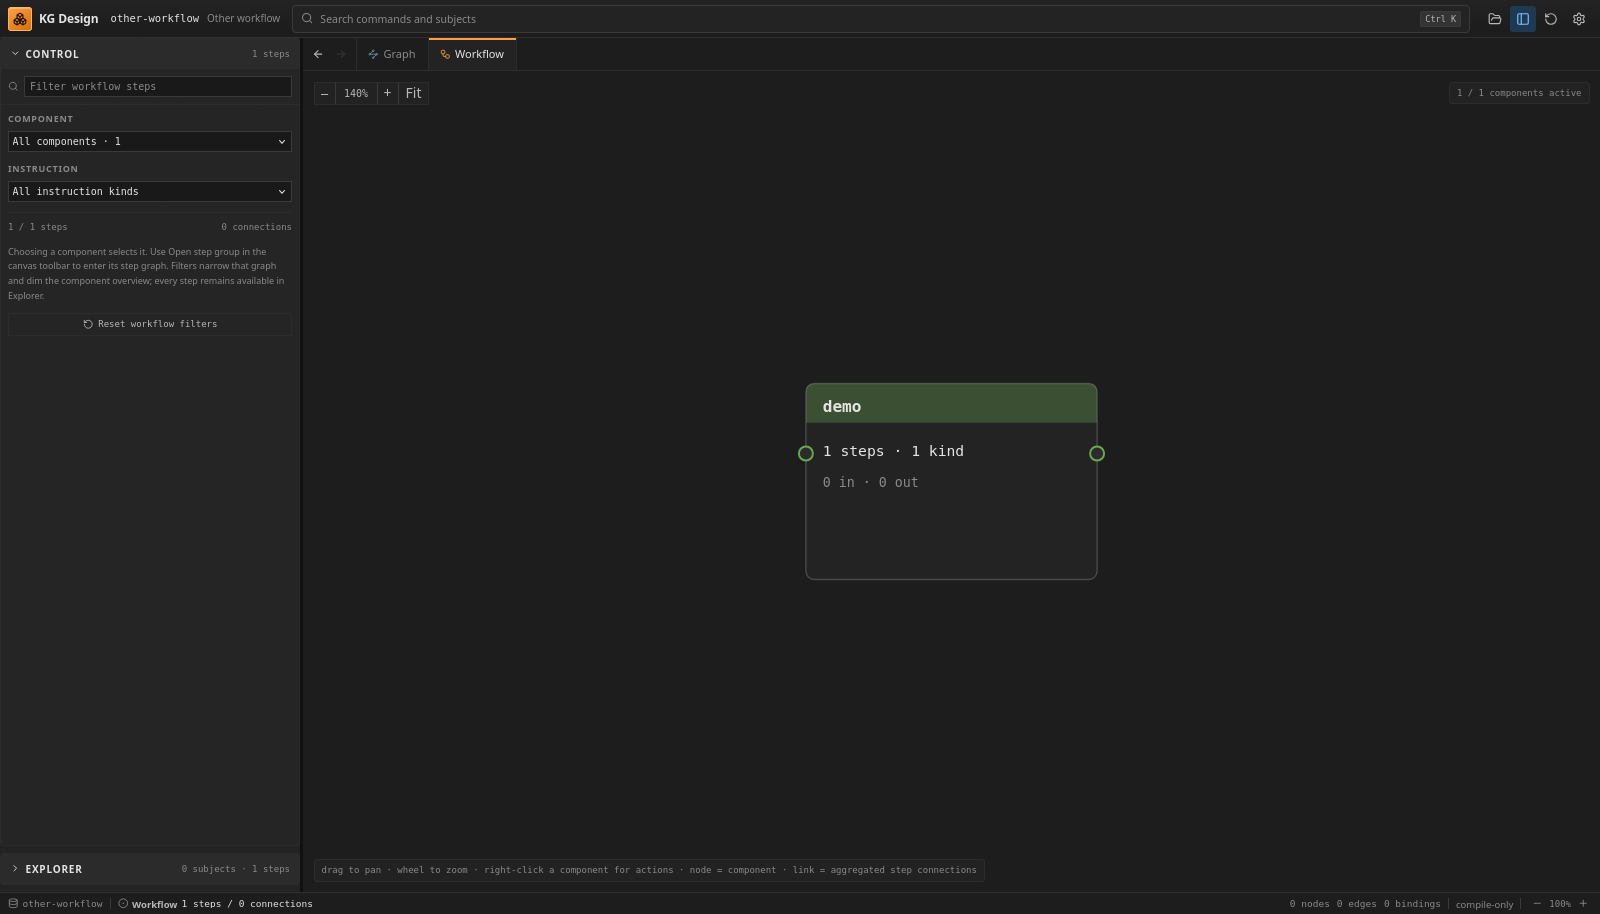 KG Design other-workflow Other workflow Search commands and subjects Ctrl K
CONTROL 1 steps
Graph Workflow
Filter workflow steps
– 140% + Fit
1 / 1 components active
COMPONENT
All components · 1
INSTRUCTION
All instruction kinds
1 / 1 steps 0 connections
Choosing a component selects it. Use Open step group in the
canvas toolbar to enter its step graph. Filters narrow that graph
and dim the component overview; every step remains available in
Explorer.
Reset workflow filters
demo
1 steps · 1 kind
0 in · 0 out
EXPLORER 0 subjects · 1 steps
drag to pan · wheel to zoom · right-click a component for actions · node = component · link = aggregated step connections
other-workflow Workflow 1 steps / 0 connections 0 nodes 0 edges 0 bindings compile-only − 100% +